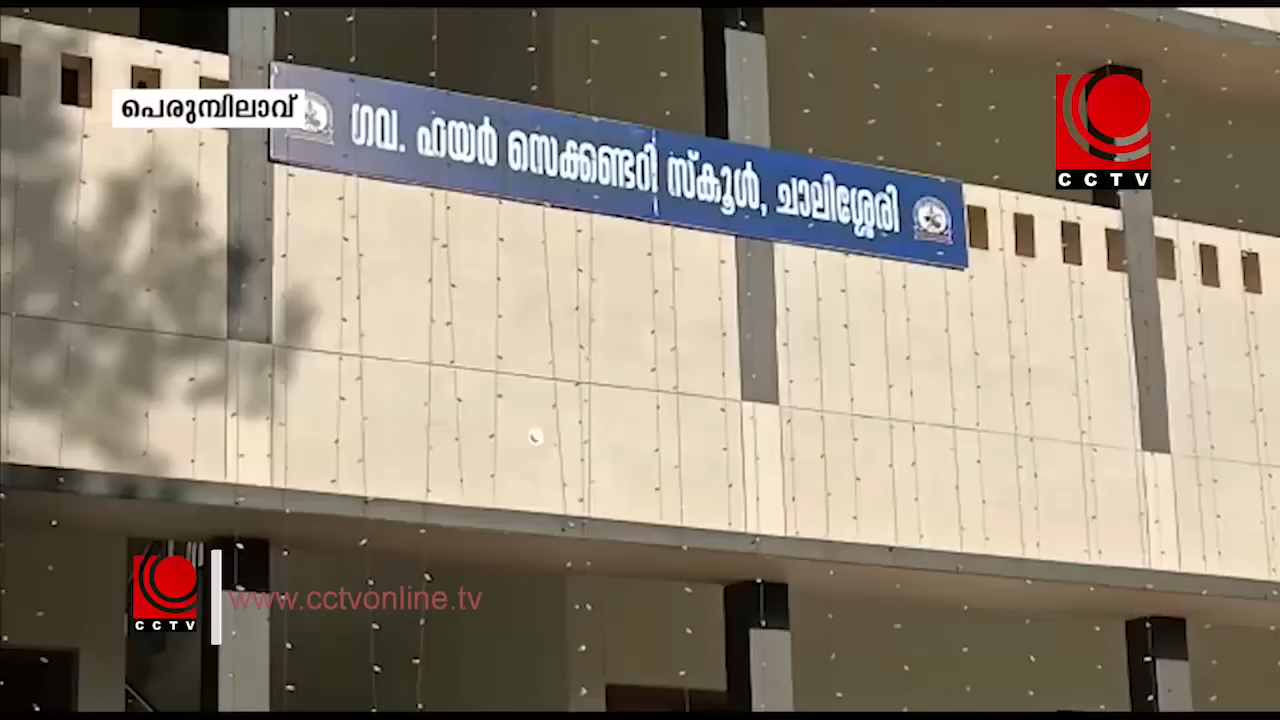 പെരുമ്പിലാവ്
ഗവ. ഹയർ സെക്കണ്ടറി സ്കൂൾ, ചാലിശ്ശേരി
CCTV
CCTV
www.cctvonline.tv